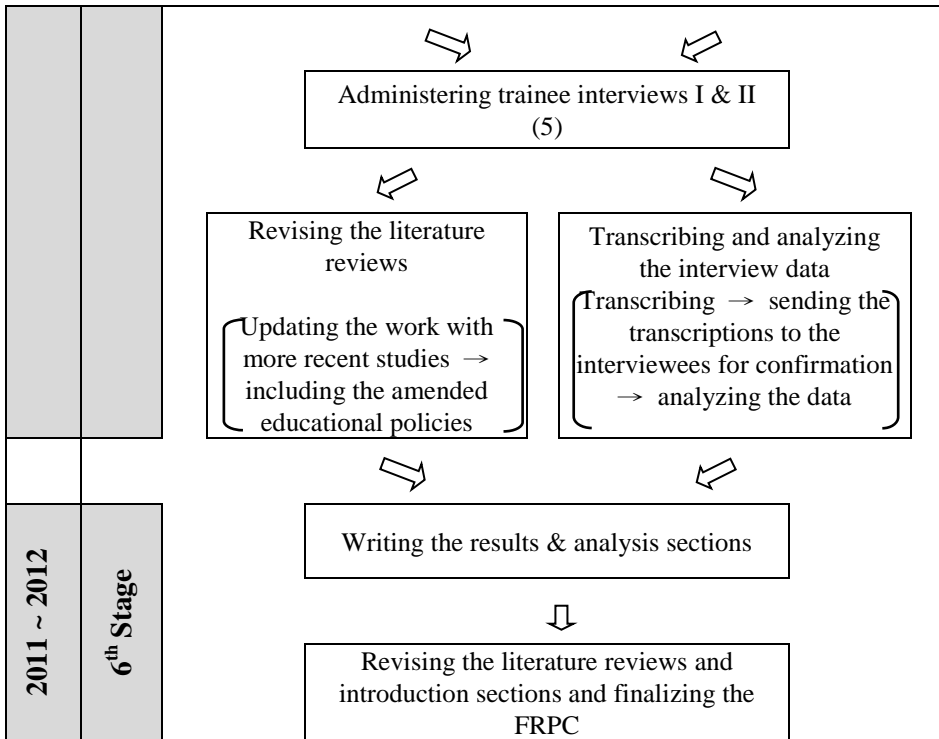 Administering trainee interviews I & II
(5)
Revising the literature
reviews
Updating the work with
more recent studies →
including the amended
educational policies
Transcribing and analyzing
the interview data
Transcribing → sending the
transcriptions to the
interviewees for confirmation
→ analyzing the data
2011 ~ 2012
6th Stage
Writing the results & analysis sections
Revising the literature reviews and
introduction sections and finalizing the
FRPC